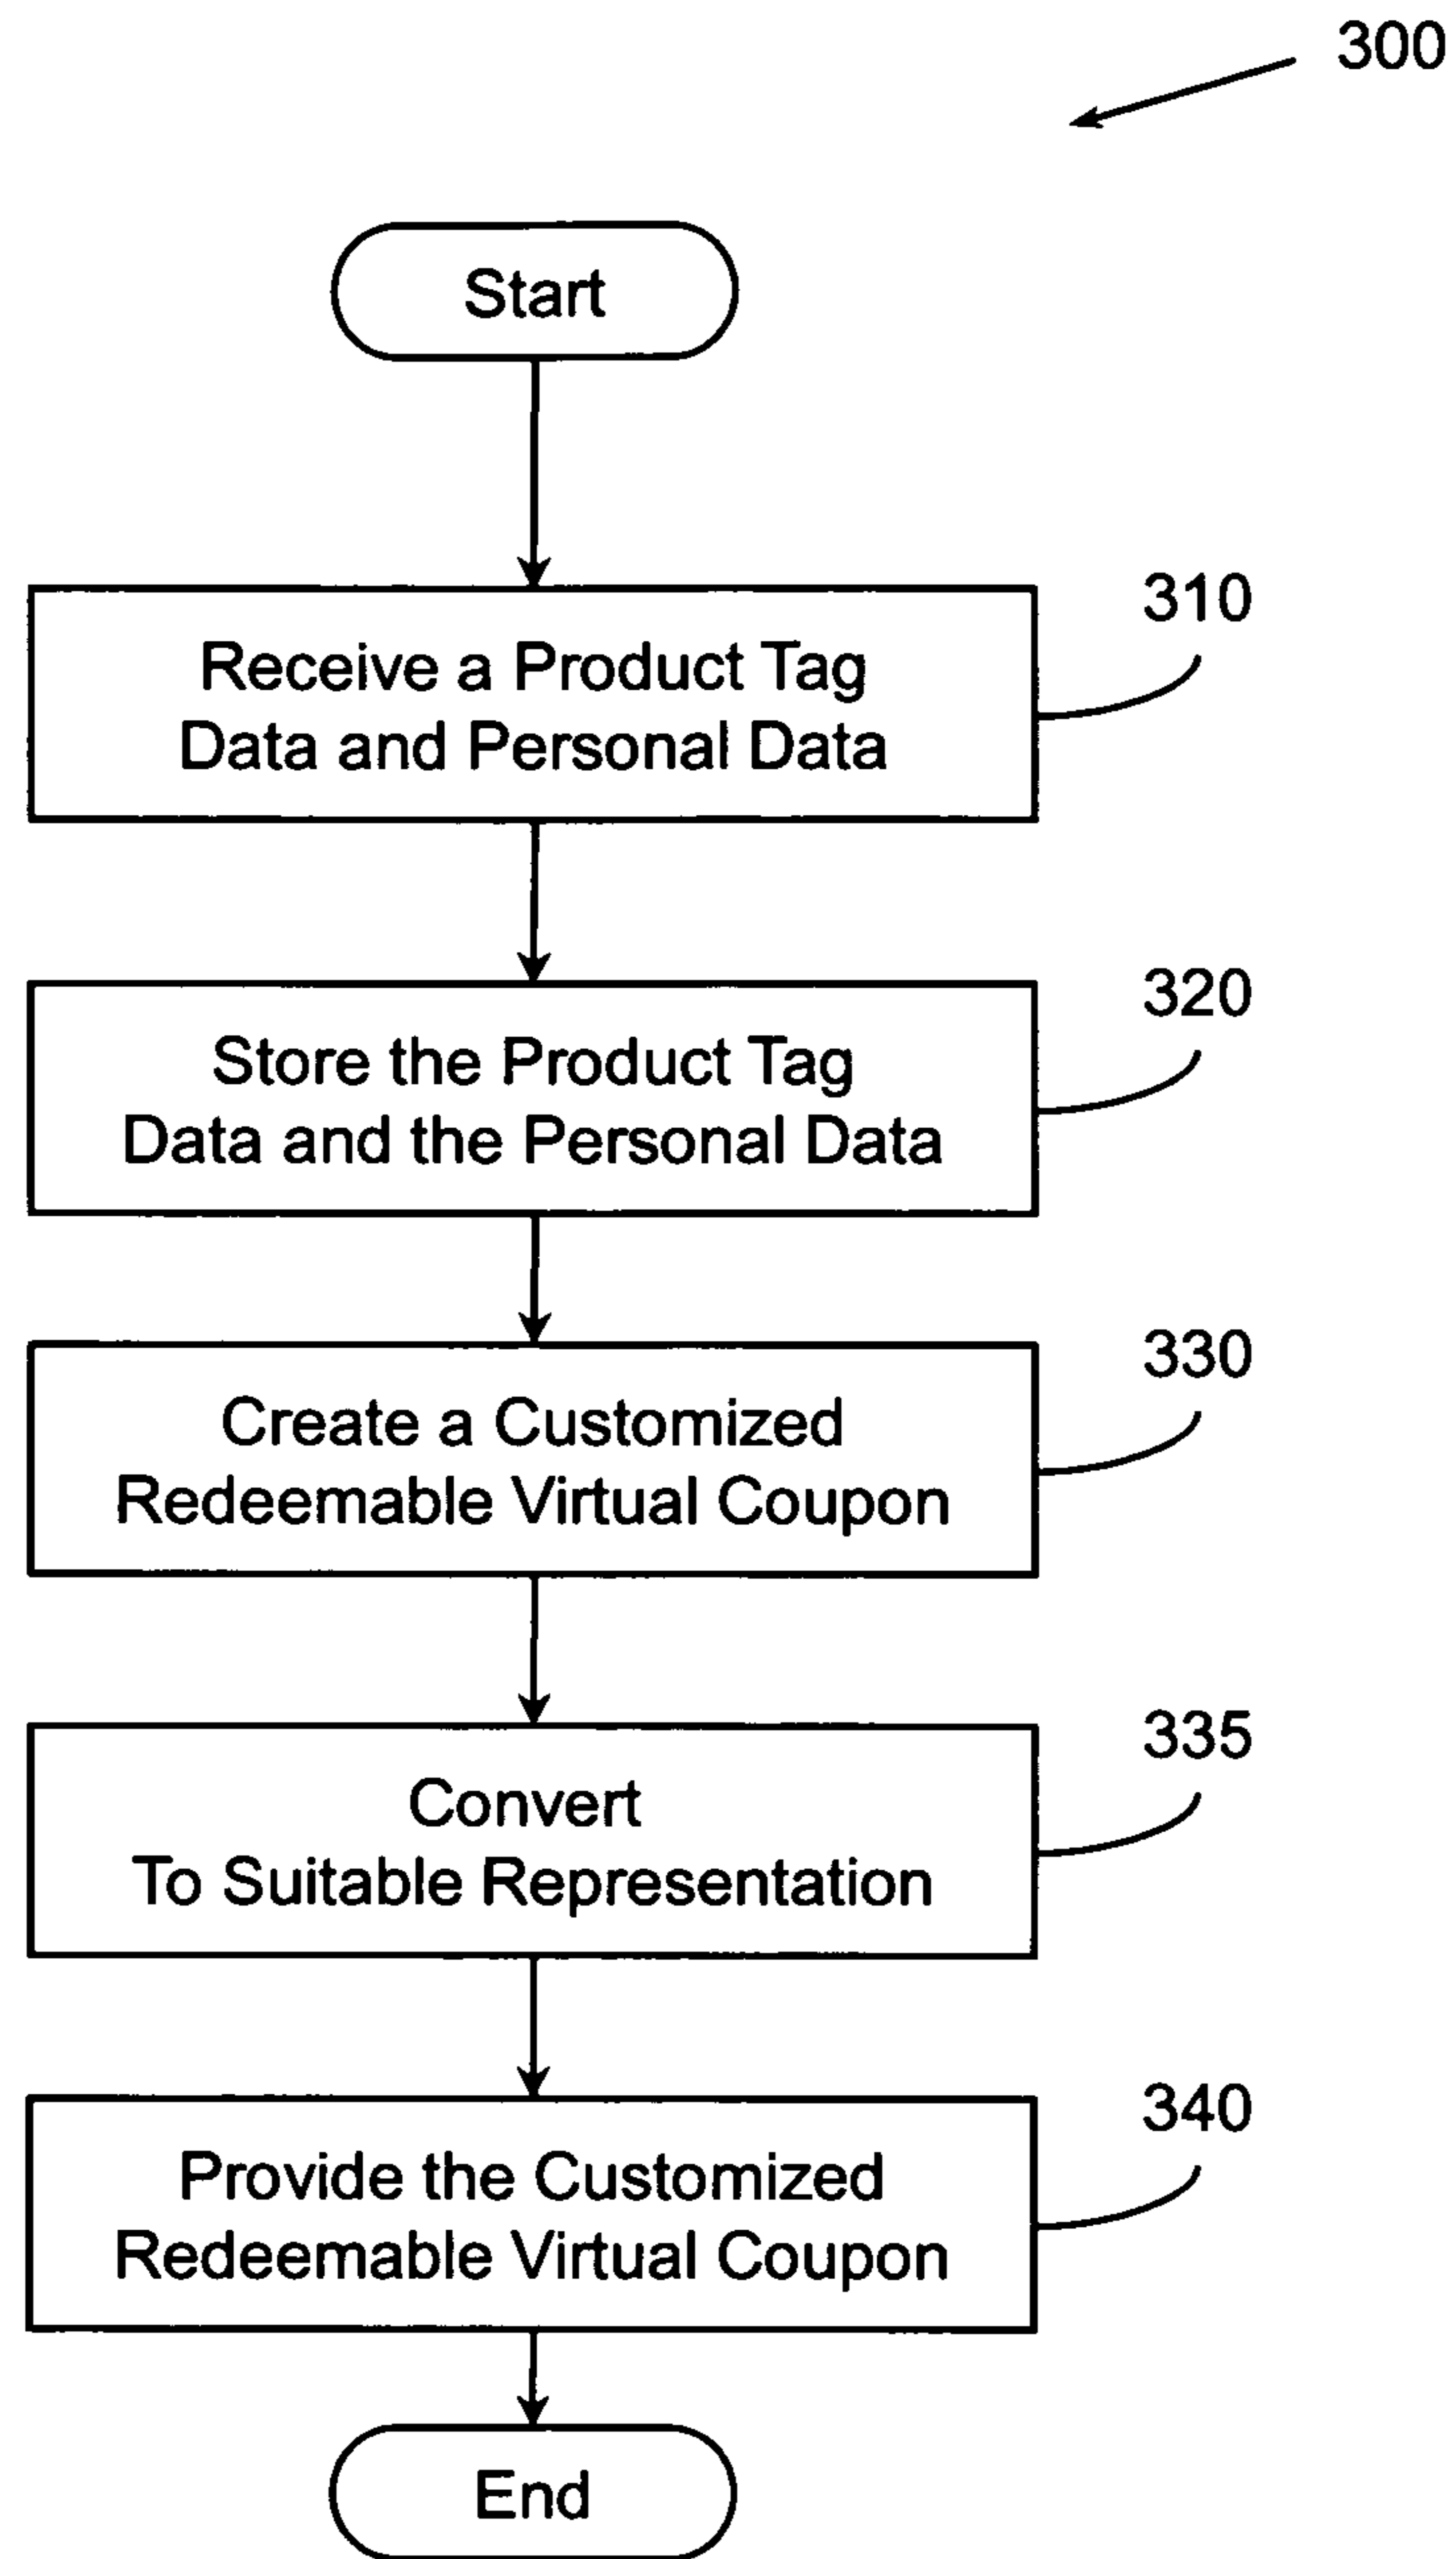 300
Start
310
Receive a Product Tag
Data and Personal Data
320
Store the Product Tag
Data and the Personal Data
330
Create a Customized
Redeemable Virtual Coupon
335
Convert
To Suitable Representation
340
Provide the Customized
Redeemable Virtual Coupon
End